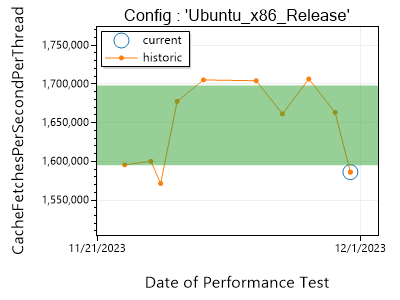 Config : 'Ubuntu_x86_Release'
CacheFetchesPerSecondPerThread
1,750,000
1,700,000
1,650,000
1,600,000
1,550,000
current
historic
11/21/2023
12/1/2023
Date of Performance Test